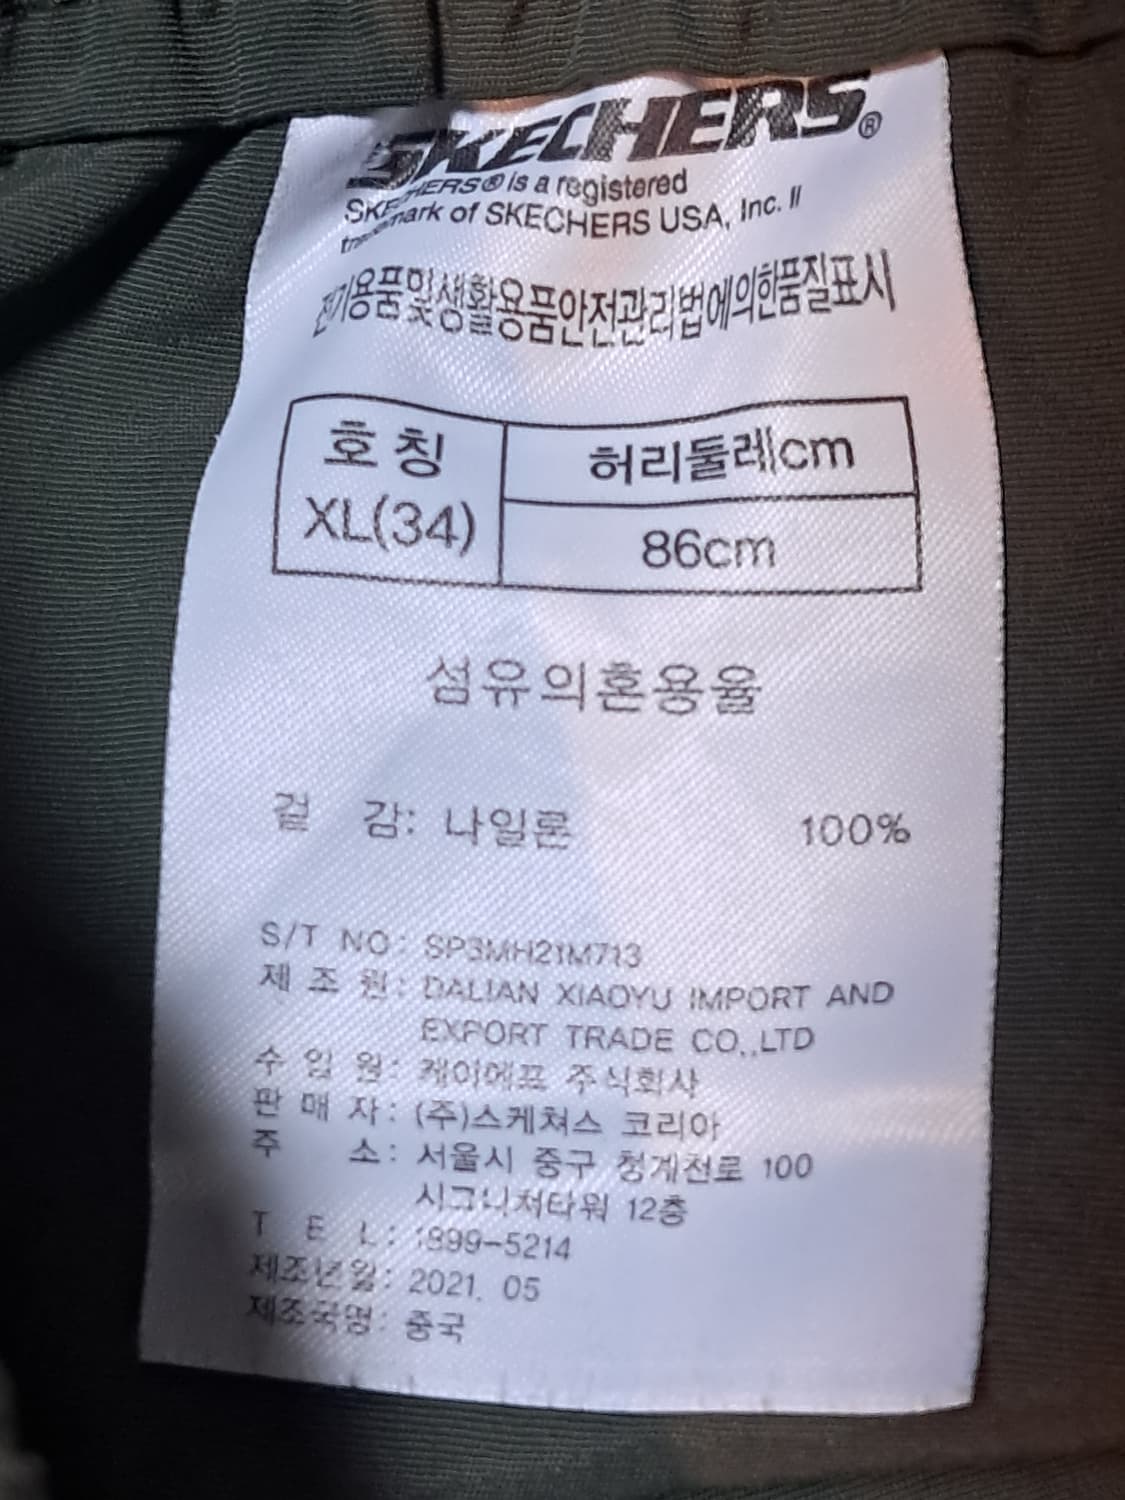 SKECHERS®
SKECHERS® is a registered
trademark of SKECHERS USA, Inc. II
전기용품및생활용품안전관리법에의한품질표시
호 칭
XL(34)
허리둘레cm
86cm
섬유의혼용율
겉 감: 나일론 100%
S/T NO: SP3MH21M713
제 조 원: DALIAN XIAOYU IMPORT AND
EXPORT TRADE CO.,LTD
수 입 원: 케이에프 주식회사
판 매 자: (주)스케쳐스 코리아
주 소: 서울시 중구 청계천로 100
시그니처타워 12층
T E L: 1899-5214
제조년월: 2021. 05
제조국명: 중국